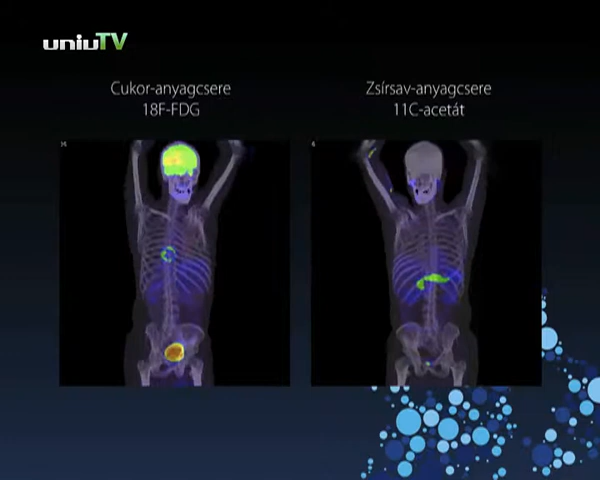 uniuTV
Cukor-anyagcsere
18F-FDG
Zsírsav-anyagcsere
11C-acetát